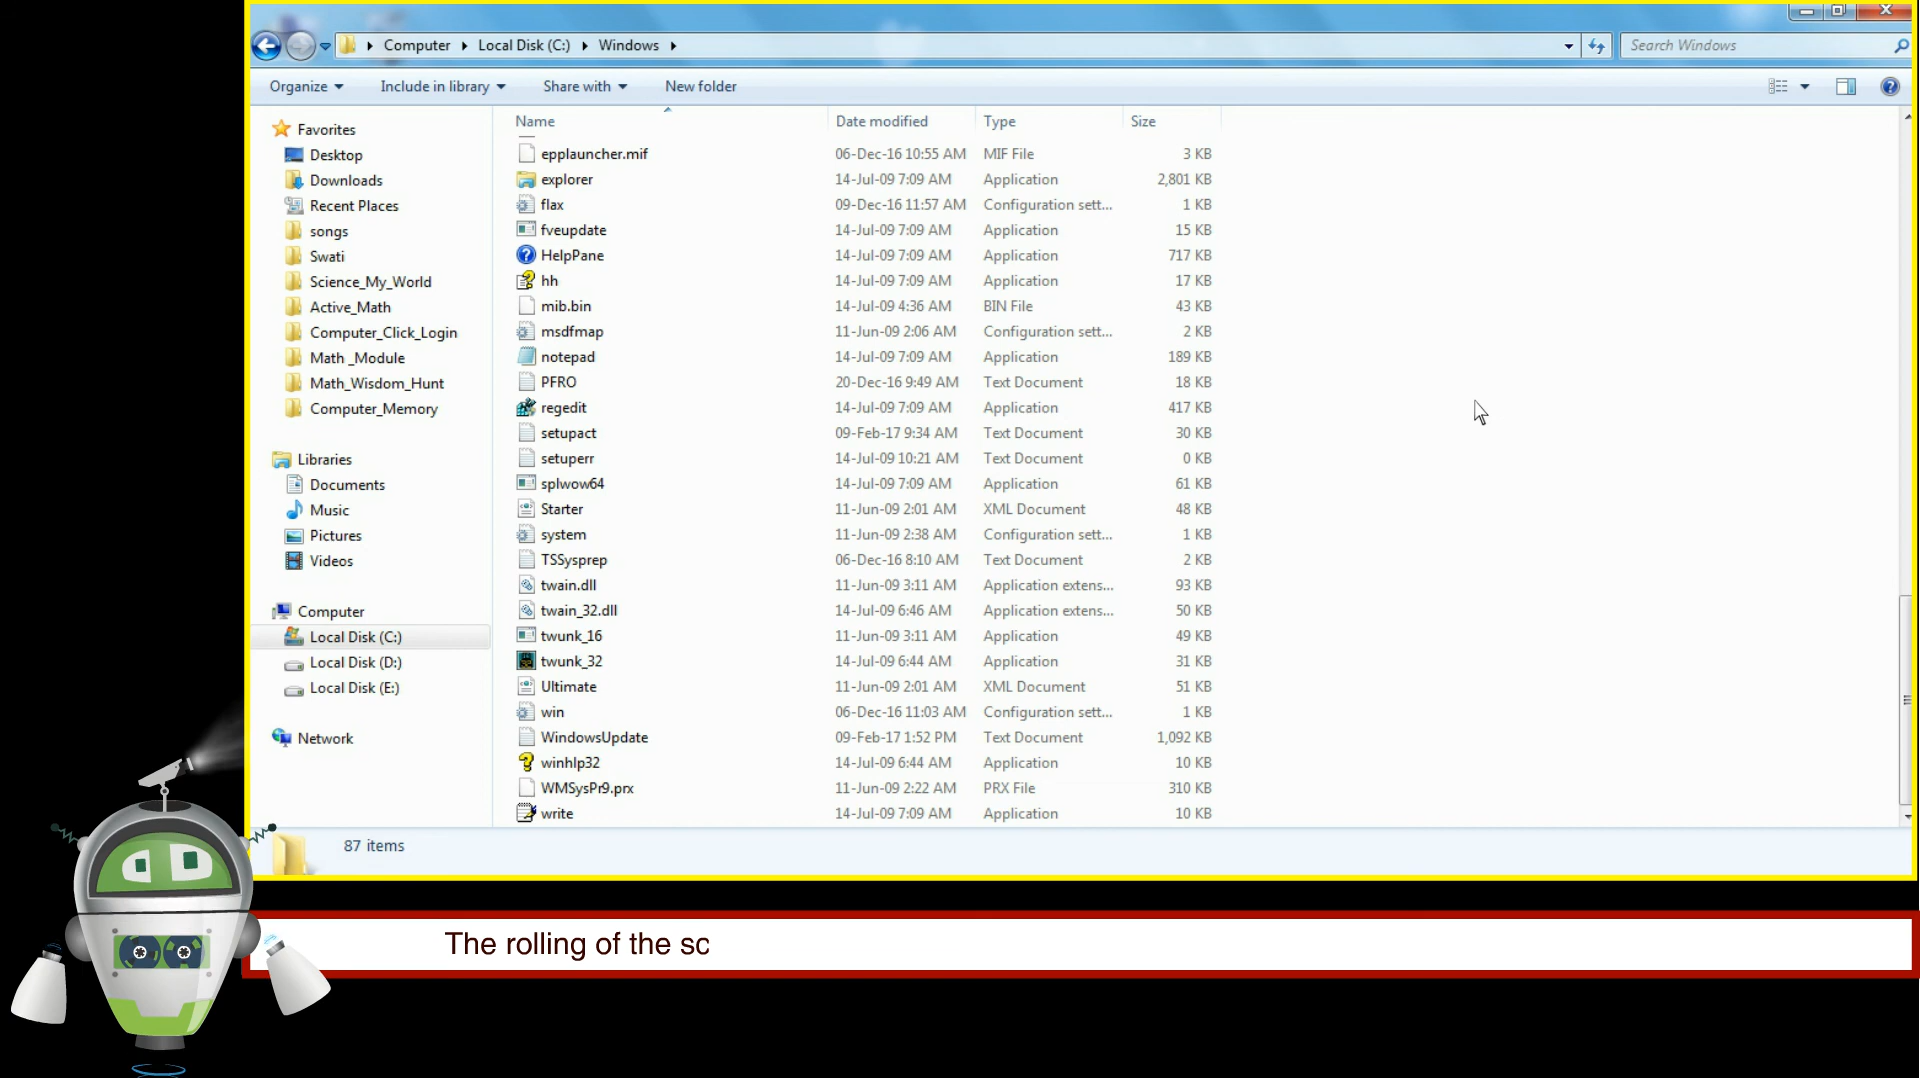 Computer Local Disk (C:) Windows Search Windows
Organize Include in library Share with New folder
Name Date modified Type Size
Favorites
Desktop
Downloads
Recent Places
songs
Swati
Science_My_World
Active_Math
Computer_Click_Login
Math _Module
Math_Wisdom_Hunt
Computer_Memory
Libraries
Documents
Music
Pictures
Videos
Computer
Local Disk (C:)
Local Disk (D:)
Local Disk (E:)
Network
epplauncher.mif 06-Dec-16 10:55 AM MIF File 3 KB
explorer 14-Jul-09 7:09 AM Application 2,801 KB
flax 09-Dec-16 11:57 AM Configuration sett... 1 KB
fveupdate 14-Jul-09 7:09 AM Application 15 KB
HelpPane 14-Jul-09 7:09 AM Application 717 KB
hh 14-Jul-09 7:09 AM Application 17 KB
mib.bin 14-Jul-09 4:36 AM BIN File 43 KB
msdfmap 11-Jun-09 2:06 AM Configuration sett... 2 KB
notepad 14-Jul-09 7:09 AM Application 189 KB
PFRO 20-Dec-16 9:49 AM Text Document 18 KB
regedit 14-Jul-09 7:09 AM Application 417 KB
setupact 09-Feb-17 9:34 AM Text Document 30 KB
setuperr 14-Jul-09 10:21 AM Text Document 0 KB
splwow64 14-Jul-09 7:09 AM Application 61 KB
Starter 11-Jun-09 2:01 AM XML Document 48 KB
system 11-Jun-09 2:38 AM Configuration sett... 1 KB
TSSysprep 06-Dec-16 8:10 AM Text Document 2 KB
twain.dll 11-Jun-09 3:11 AM Application extens... 93 KB
twain_32.dll 14-Jul-09 6:46 AM Application extens... 50 KB
twunk_16 11-Jun-09 3:11 AM Application 49 KB
twunk_32 14-Jul-09 6:44 AM Application 31 KB
Ultimate 11-Jun-09 2:01 AM XML Document 51 KB
win 06-Dec-16 11:03 AM Configuration sett... 1 KB
WindowsUpdate 09-Feb-17 1:52 PM Text Document 1,092 KB
winhlp32 14-Jul-09 6:44 AM Application 10 KB
WMSysPr9.prx 11-Jun-09 2:22 AM PRX File 310 KB
write 14-Jul-09 7:09 AM Application 10 KB
87 items
The rolling of the sc